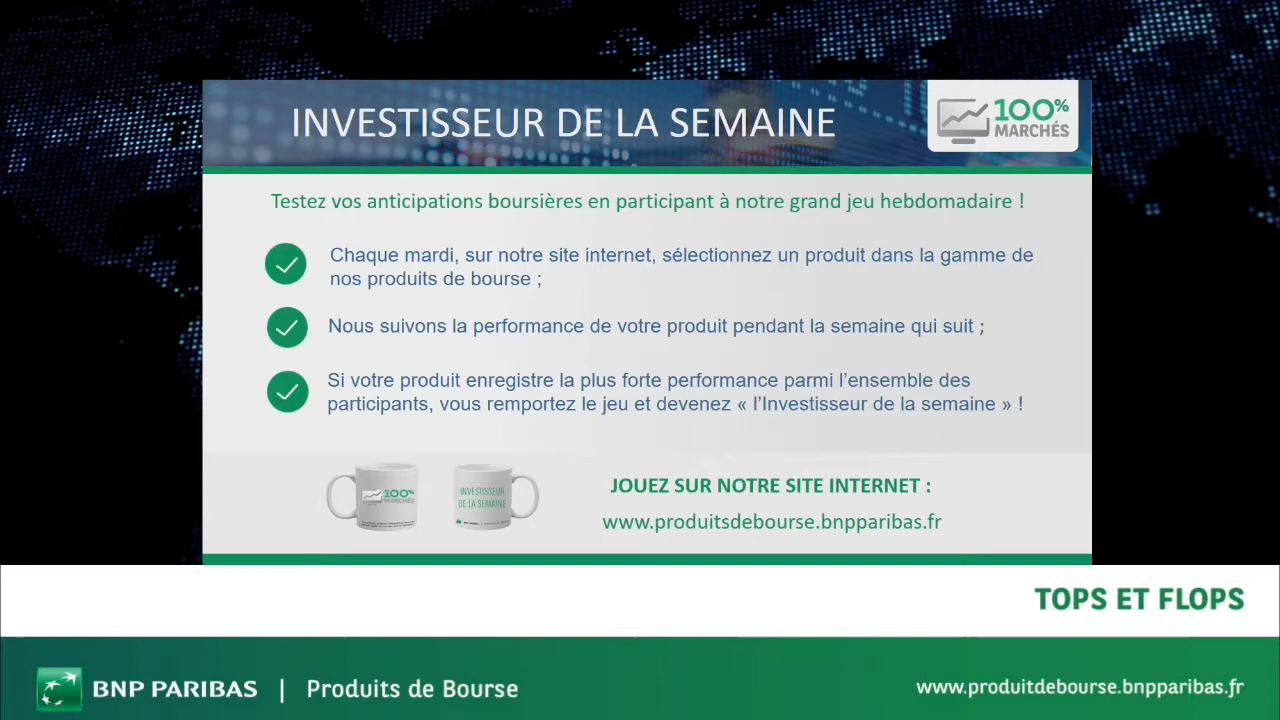 INVESTISSEUR DE LA SEMAINE
100%
MARCHÉS
Testez vos anticipations boursières en participant à notre grand jeu hebdomadaire !
Chaque mardi, sur notre site internet, sélectionnez un produit dans la gamme de
nos produits de bourse ;
Nous suivons la performance de votre produit pendant la semaine qui suit ;
Si votre produit enregistre la plus forte performance parmi l’ensemble des
participants, vous remportez le jeu et devenez « l’Investisseur de la semaine » !
100%
MARCHÉS
INVESTISSEUR
DE LA SEMAINE
JOUEZ SUR NOTRE SITE INTERNET :
www.produitsdebourse.bnpparibas.fr
TOPS ET FLOPS
BNP PARIBAS | Produits de Bourse
www.produitdebourse.bnpparibas.fr